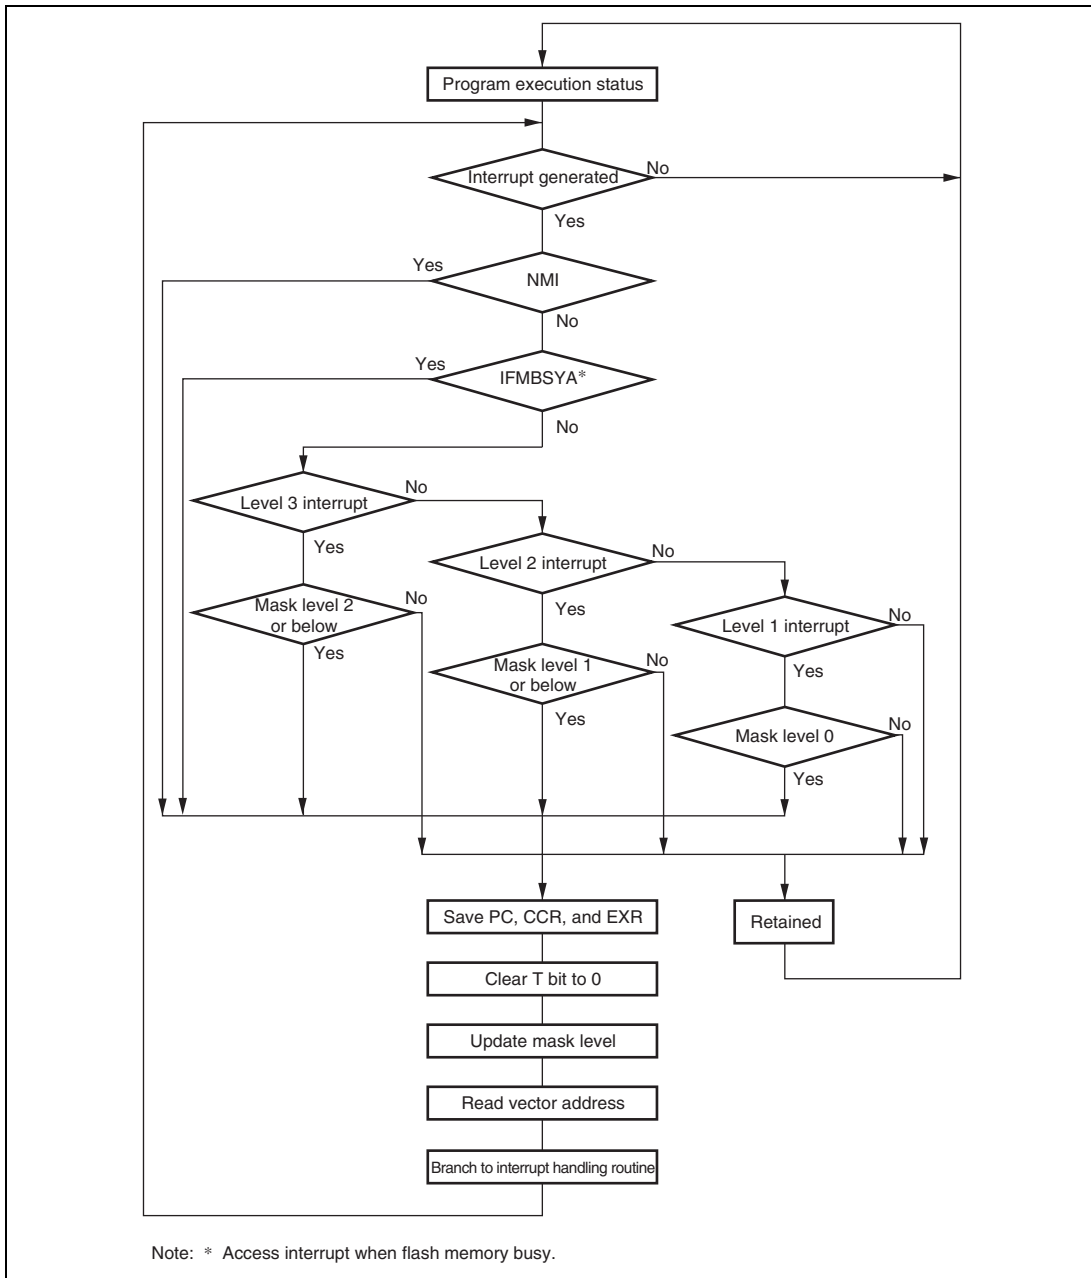 Program execution status
Interrupt generated
No
Yes
Yes
NMI
No
Yes
IFMBSYA*
No
Level 3 interrupt
No
Yes
Level 2 interrupt
No
Yes
Mask level 2
or below
No
Yes
Level 1 interrupt
No
Yes
Mask level 1
or below
No
Yes
Mask level 0
No
Yes
Save PC, CCR, and EXR
Retained
Clear T bit to 0
Update mask level
Read vector address
Branch to interrupt handling routine
Note: * Access interrupt when flash memory busy.